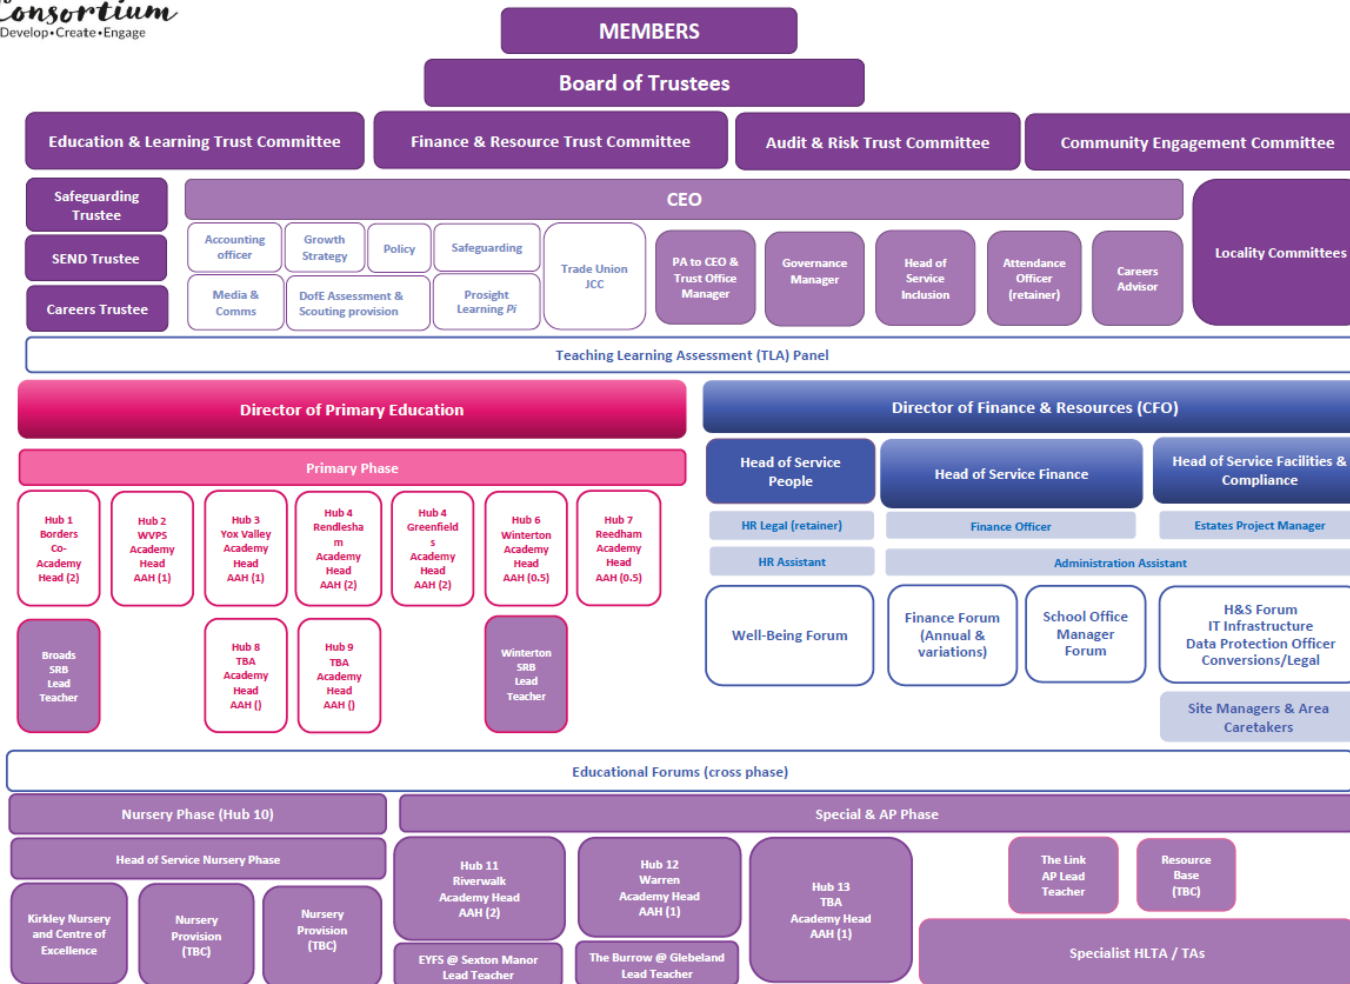 Consortium
Develop•Create•Engage
MEMBERS
Board of Trustees
Education & Learning Trust Committee
Finance & Resource Trust Committee
Audit & Risk Trust Committee
Community Engagement Committee
Safeguarding
Trustee
SEND Trustee
Careers Trustee
CEO
Accounting
officer
Growth
Strategy
Policy
Safeguarding
Media &
Comms
DofE Assessment &
Scouting provision
Prosight
Learning Pi
Trade Union
JCC
PA to CEO &
Trust Office
Manager
Governance
Manager
Head of
Service
Inclusion
Attendance
Officer
(retainer)
Careers
Advisor
Locality Committees
Teaching Learning Assessment (TLA) Panel
Director of Primary Education
Primary Phase
Hub 1
Borders
Co-
Academy
Head (2)
Hub 2
WVPS
Academy
Head
AAH (1)
Hub 3
Yox Valley
Academy
Head
AAH (1)
Hub 4
Rendlesha
m
Academy
Head
AAH (2)
Hub 4
Greenfield
s
Academy
Head
AAH (2)
Hub 6
Winterton
Academy
Head
AAH (0.5)
Hub 7
Reedham
Academy
Head
AAH (0.5)
Broads
SRB
Lead
Teacher
Hub 8
TBA
Academy
Head
AAH ()
Hub 9
TBA
Academy
Head
AAH ()
Winterton
SRB
Lead
Teacher
Director of Finance & Resources (CFO)
Head of Service
People
Head of Service Finance
Head of Service Facilities &
Compliance
HR Legal (retainer)
Finance Officer
Estates Project Manager
HR Assistant
Administration Assistant
Well-Being Forum
Finance Forum
(Annual &
variations)
School Office
Manager
Forum
H&S Forum
IT Infrastructure
Data Protection Officer
Conversions/Legal
Site Managers & Area
Caretakers
Educational Forums (cross phase)
Nursery Phase (Hub 10)
Head of Service Nursery Phase
Kirkley Nursery
and Centre of
Excellence
Nursery
Provision
(TBC)
Nursery
Provision
(TBC)
Special & AP Phase
Hub 11
Riverwalk
Academy Head
AAH (2)
EYFS @ Sexton Manor
Lead Teacher
Hub 12
Warren
Academy Head
AAH (1)
The Burrow @ Glebeland
Lead Teacher
Hub 13
TBA
Academy Head
AAH (1)
The Link
AP Lead
Teacher
Resource
Base
(TBC)
Specialist HLTA / TAs